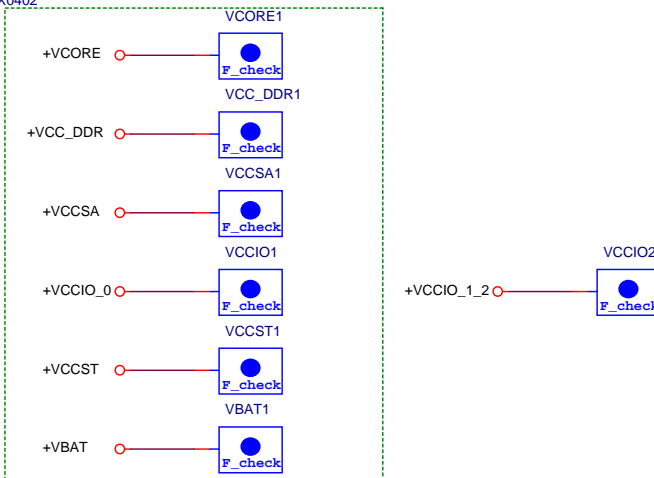 X0402
VCORE1
+VCORE
F_check
VCC_DDR1
+VCC_DDR
F_check
VCCSA1
+VCCSA
F_check
VCCIO1
+VCCIO_0
F_check
VCCIO2
+VCCIO_1_2
F_check
VCCST1
+VCCST
F_check
VBAT1
+VBAT
F_check